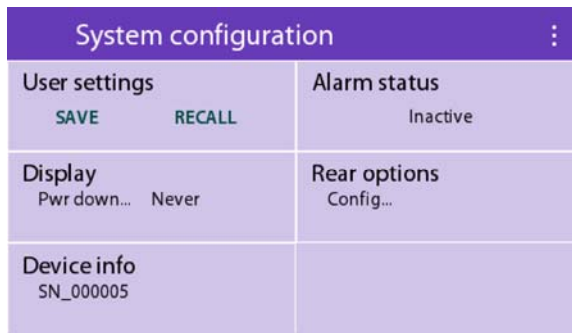 System configuration
User settings
SAVE RECALL
Alarm status
Inactive
Display
Pwr down... Never
Rear options
Config...
Device info
SN_000005